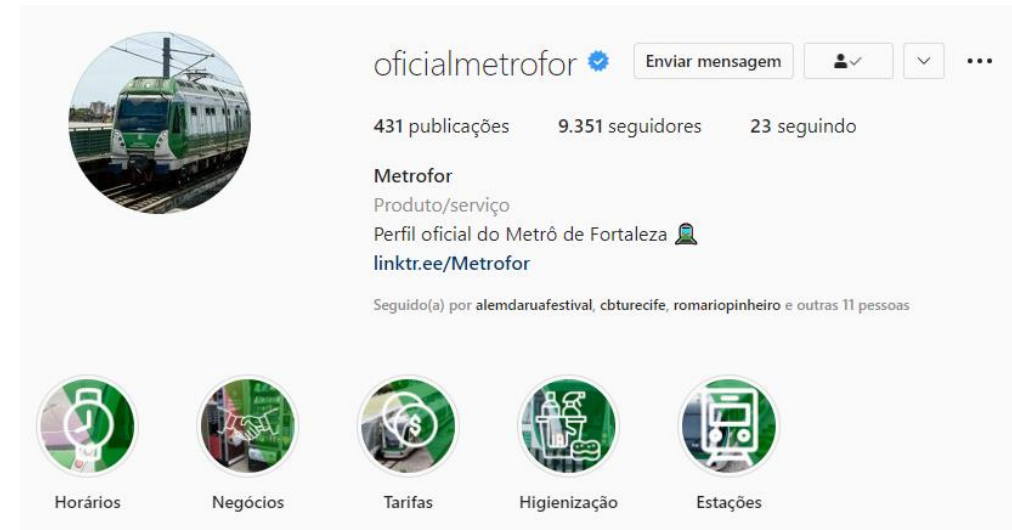 oficialmetrofor Enviar mensagem
431 publicações 9.351 seguidores 23 seguindo
Metrofor
Produto/serviço
Perfil oficial do Metrô de Fortaleza
linktr.ee/Metrofor
Seguido(a) por alemdaruafestival, cbturecife, romariopinheiro e outras 11 pessoas
Horários Negócios Tarifas Higienização Estações